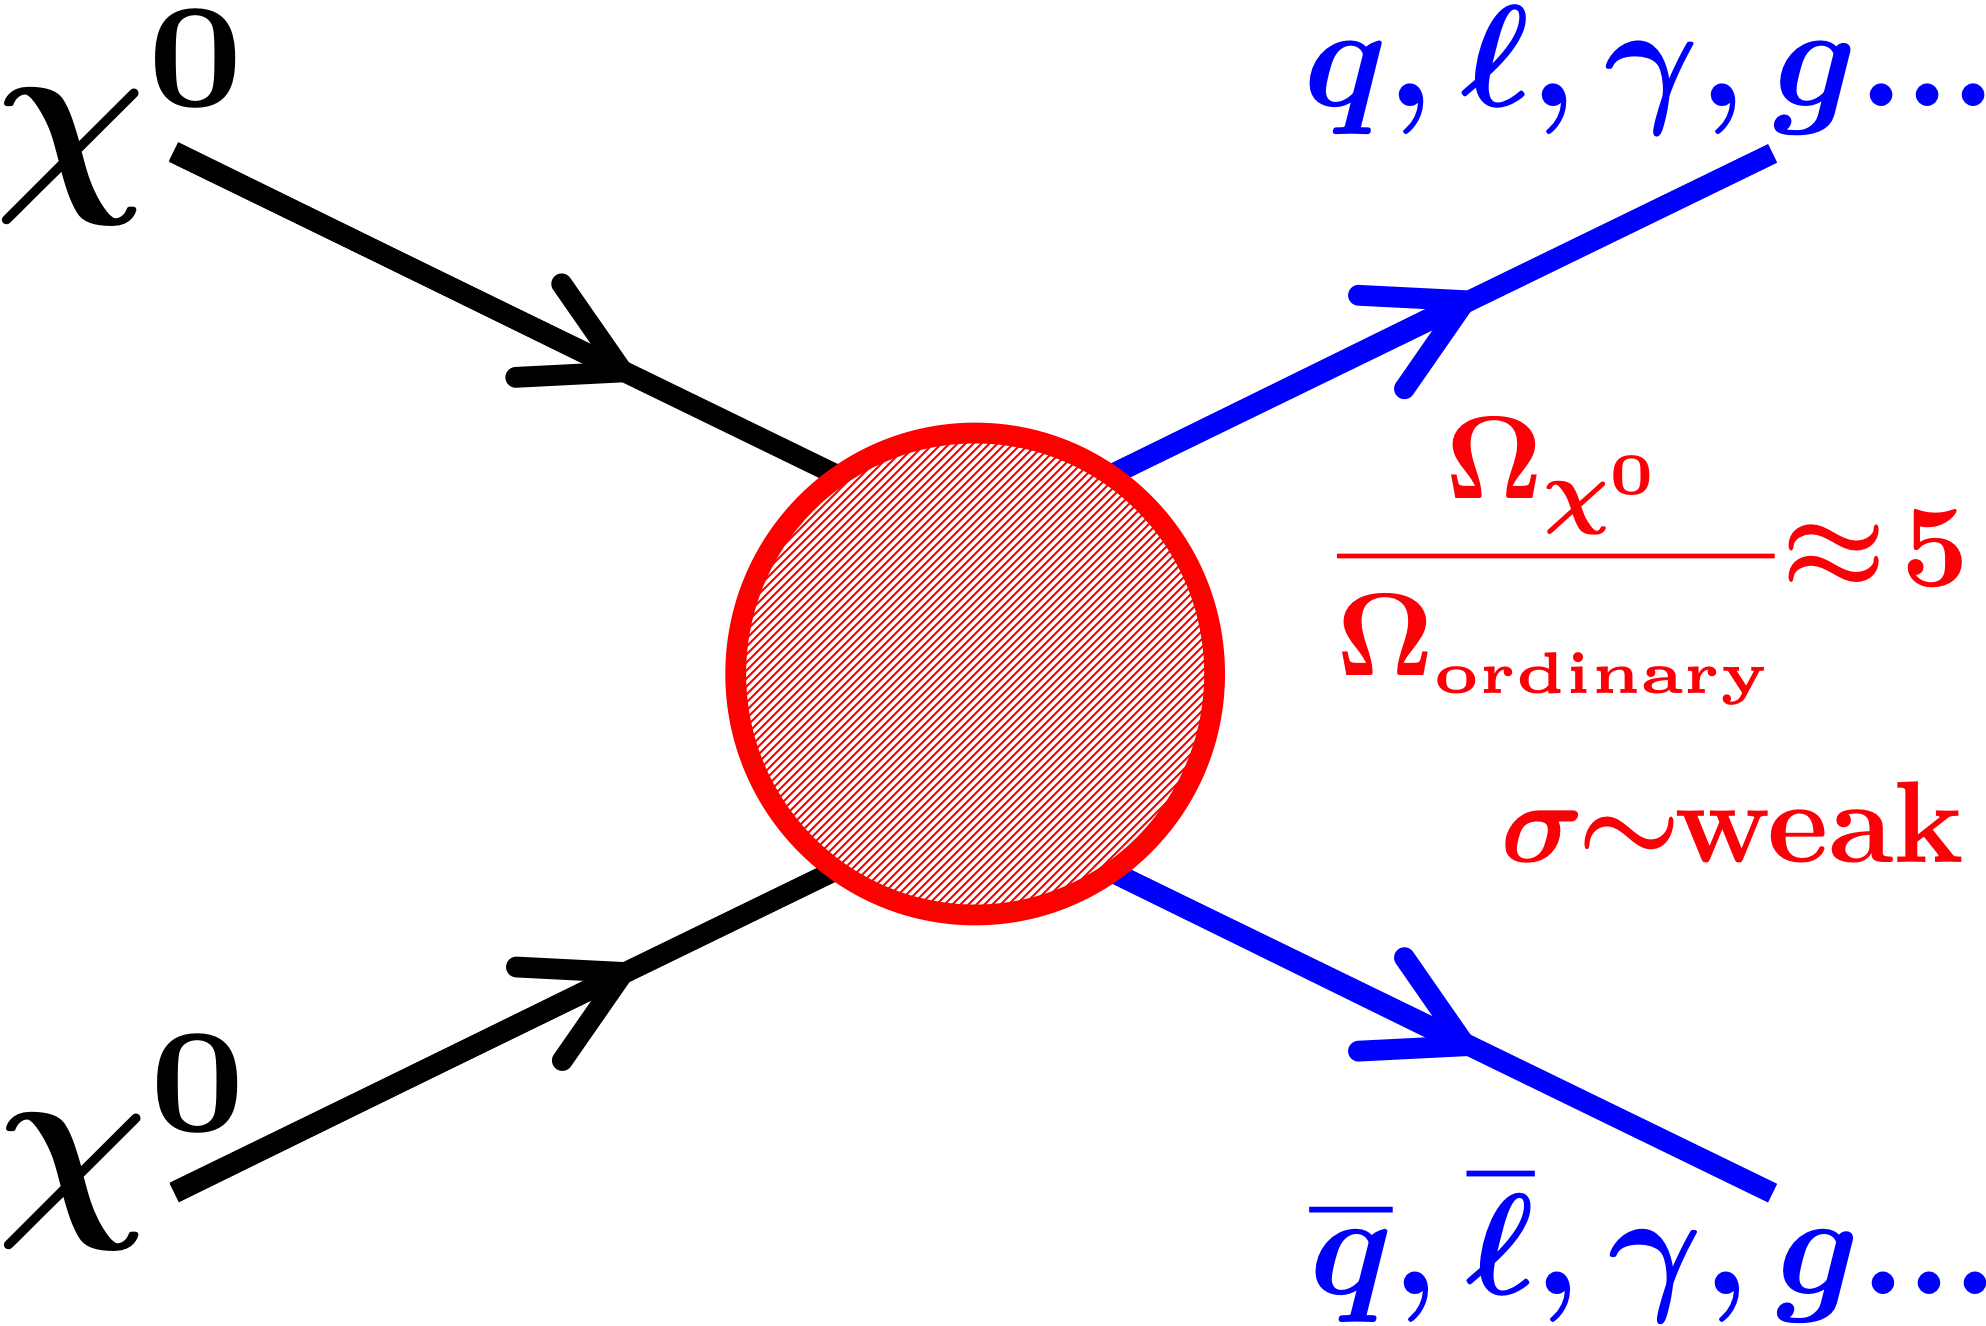 χ⁰
q, ℓ, γ, g...
Ω_χ⁰
≈ 5
Ω_ordinary
σ~weak
χ⁰
q̅, ℓ̅, γ, g...